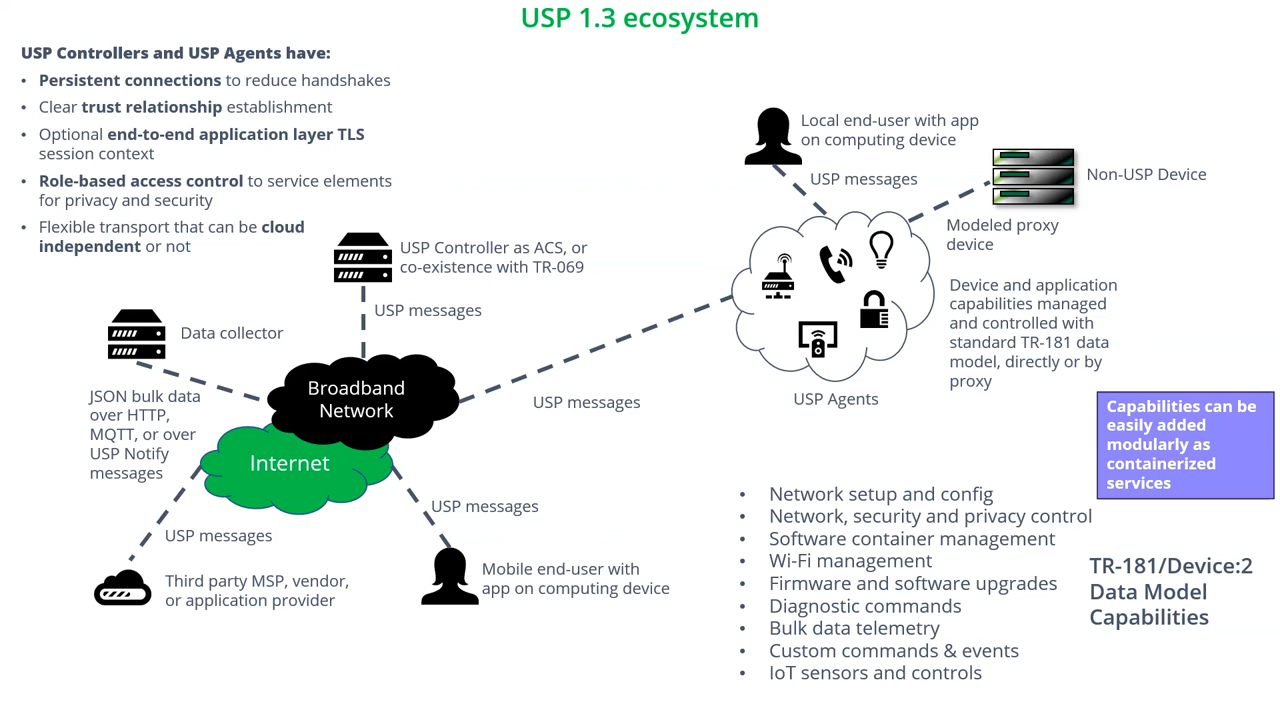 USP 1.3 ecosystem
USP Controllers and USP Agents have:
• Persistent connections to reduce handshakes
• Clear trust relationship establishment
• Optional end-to-end application layer TLS
session context
• Role-based access control to service elements
for privacy and security
• Flexible transport that can be cloud
independent or not
USP Controller as ACS, or
co-existence with TR-069
USP messages
Data collector
JSON bulk data
over HTTP,
MQTT, or over
USP Notify
messages
Broadband
Network
Internet
USP messages
Third party MSP, vendor,
or application provider
USP messages
Mobile end-user with
app on computing device
USP messages
Local end-user with app
on computing device
USP messages
Non-USP Device
Modeled proxy
device
Device and application
capabilities managed
and controlled with
standard TR-181 data
model, directly or by
proxy
USP Agents
Capabilities can be
easily added
modularly as
containerized
services
• Network setup and config
• Network, security and privacy control
• Software container management
• Wi-Fi management
• Firmware and software upgrades
• Diagnostic commands
• Bulk data telemetry
• Custom commands & events
• IoT sensors and controls
TR-181/Device:2
Data Model
Capabilities